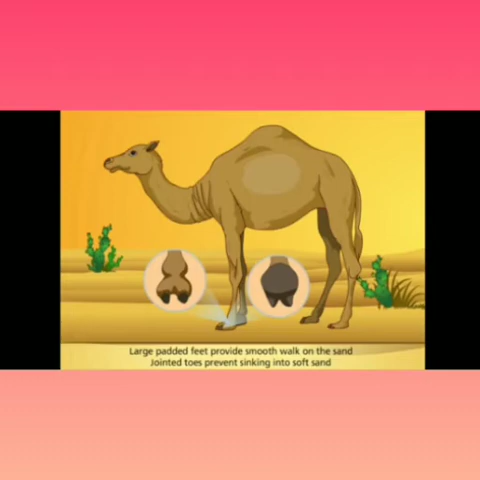 Large padded feet provide smooth walk on the sand
Jointed toes prevent sinking into soft sand